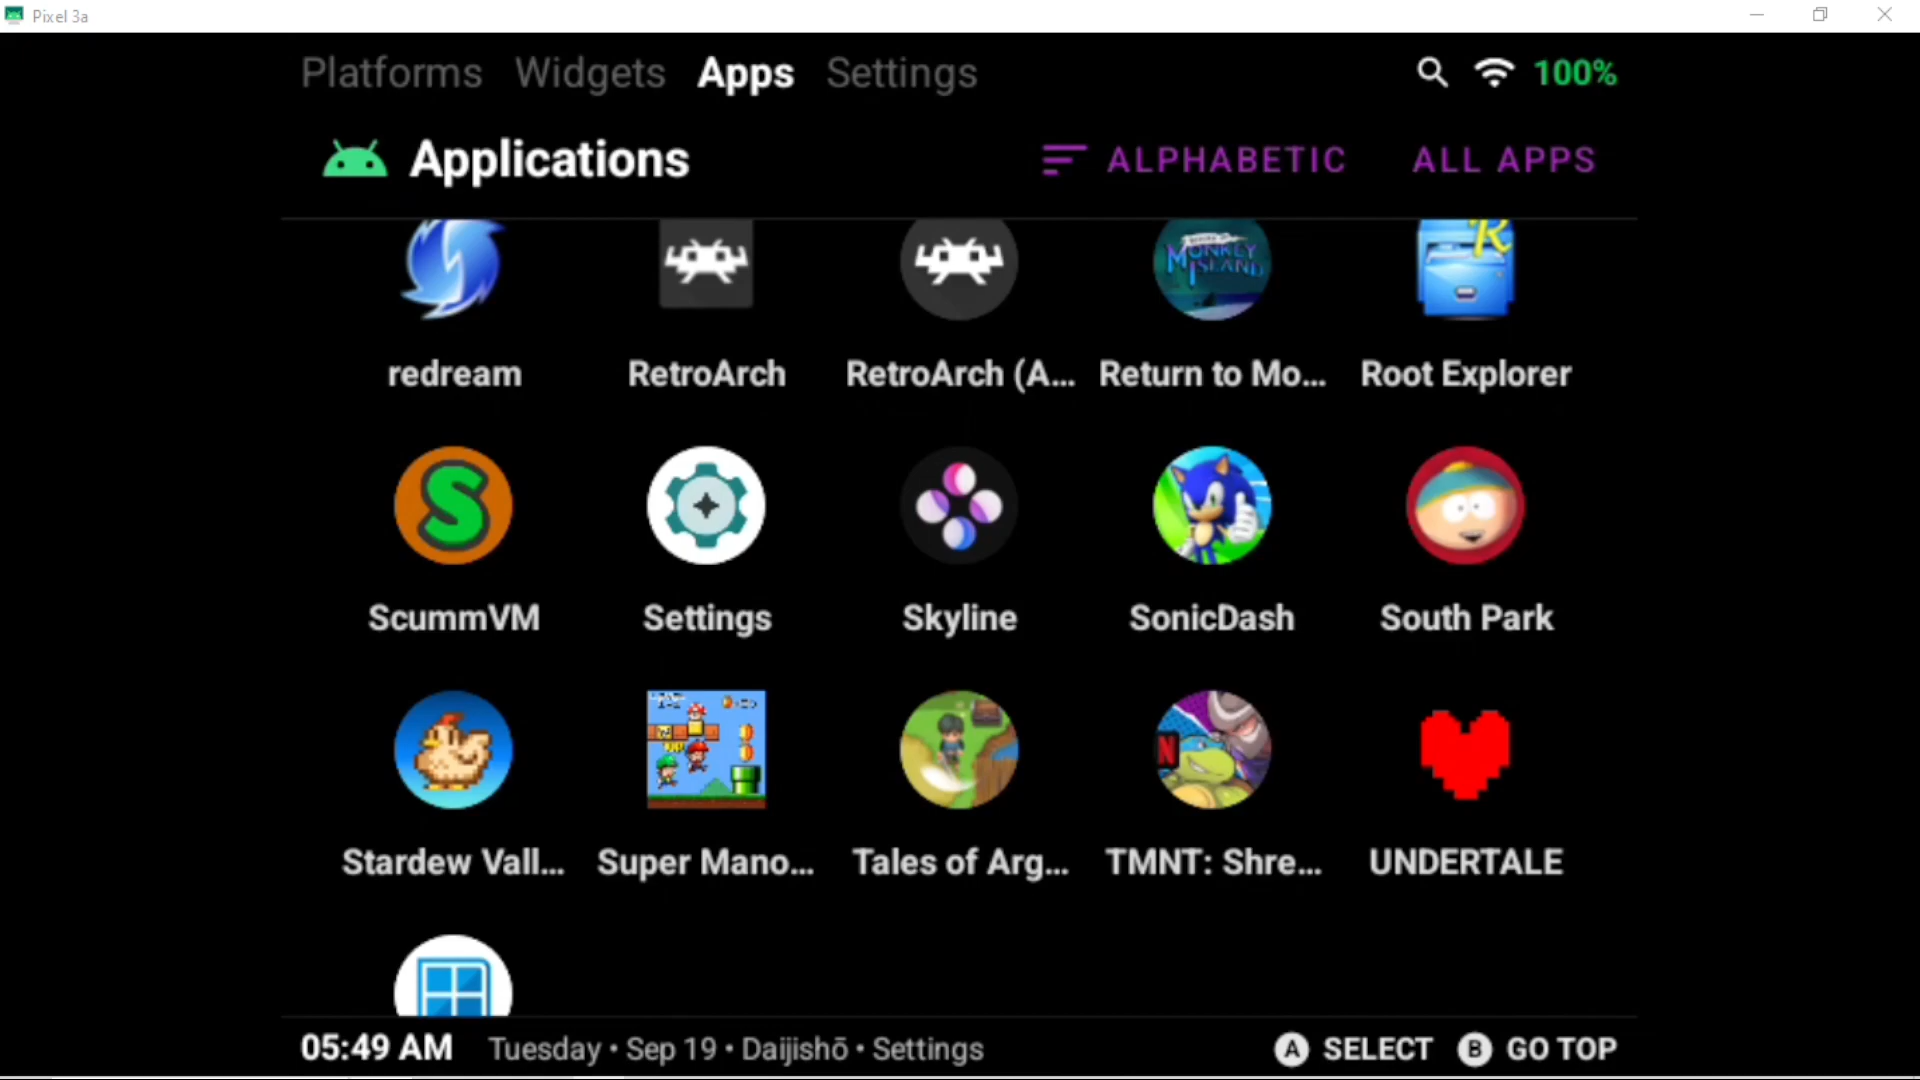 Pixel 3a
Platforms Widgets Apps Settings 100%
Applications ALPHABETIC ALL APPS
MONKEY
ISLAND
R
redream RetroArch RetroArch (A... Return to Mo... Root Explorer
S
ScummVM Settings Skyline SonicDash South Park
N
Stardew Vall... Super Mano... Tales of Arg... TMNT: Shre... UNDERTALE
05:49 AM Tuesday • Sep 19 • Daijishō • Settings A SELECT B GO TOP